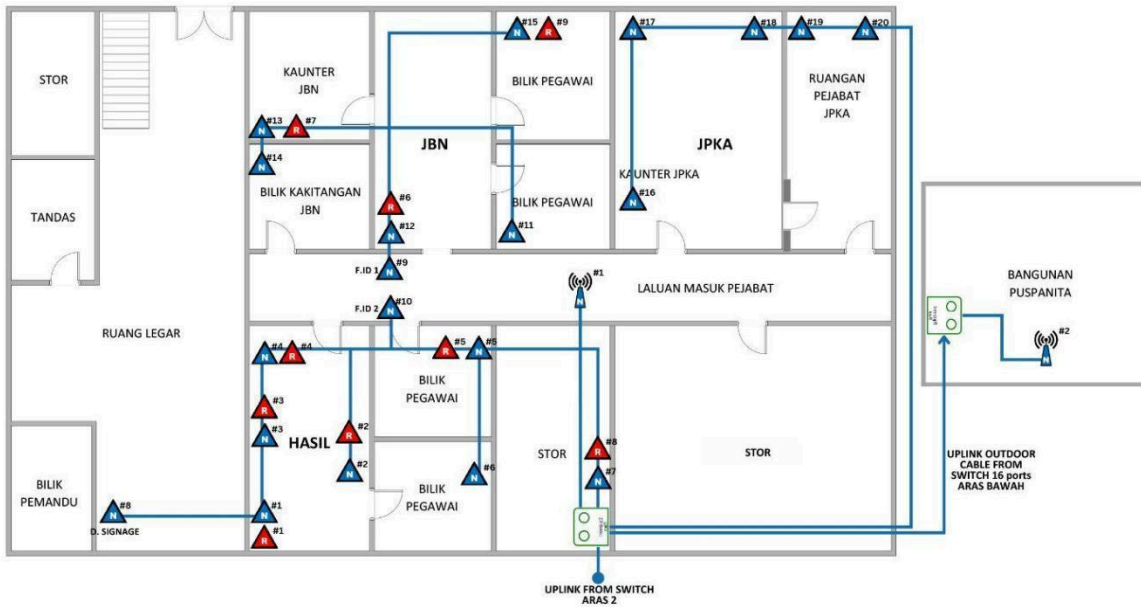 #15
#9
#17
#18
#19
#20
N
R
N
N
N
N
STOR
KAUNTER
JBN
BILIK PEGAWAI
RUANGAN
PEJABAT
JPKA
#13
#7
N
R
JBN
JPKA
#14
N
BILIK KAKITANGAN
JBN
BILIK PEGAWAI
KAUNTER JPKA
#16
N
#6
R
TANDAS
#12
N
#11
N
F.ID 1
#9
N
#1
N
LALUAN MASUK PEJABAT
BANGUNAN
PUSPANITA
F.ID 2
#10
N
RUANG LEGAR
#2
N
#4
N
#4
R
#5
R
#5
N
BILIK
PEGAWAI
#3
R
#3
N
HASIL
#2
R
#2
N
#8
R
#7
N
STOR
STOR
#6
N
BILIK
PEGAWAI
UPLINK OUTDOOR
CABLE FROM
SWITCH 16 ports
ARAS BAWAH
BILIK
PEMANDU
#8
N
D. SIGNAGE
#1
N
#1
R
UPLINK FROM SWITCH
ARAS 2